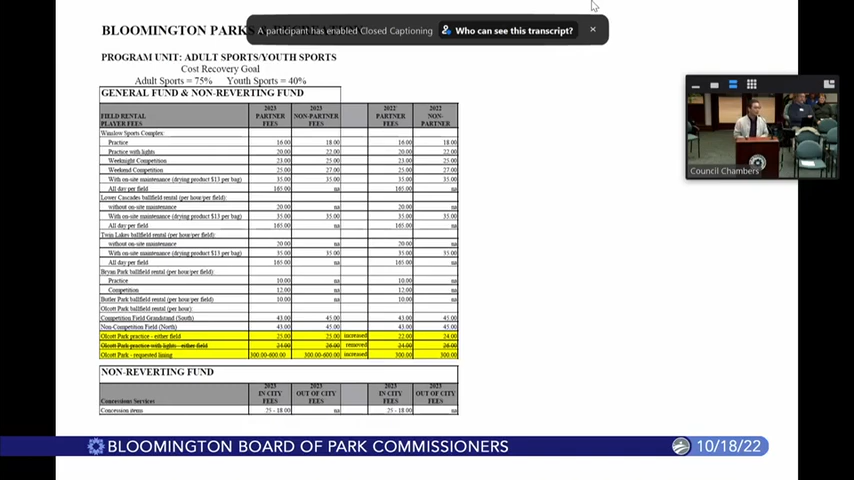 BLOOMINGTON PARKS
A participant has enabled Closed Captioning Who can see this transcript?
PROGRAM UNIT: ADULT SPORTS/YOUTH SPORTS
Cost Recovery Goal
Adult Sports = 75% Youth Sports = 40%
GENERAL FUND & NON-REVERTING FUND
FIELD RENTAL PLAYER FEES 2023 PARTNER FEES 2023 NON-PARTNER FEES 2022 PARTNER FEES 2022 NON-PARTNER
Winslow Sports Complex:
Practice 16.00 18.00 16.00 18.00
Practice with lights 20.00 22.00 20.00 22.00
Weeknight Competition 23.00 25.00 23.00 25.00
Weekend Competition 25.00 27.00 25.00 27.00
With on-site maintenance (drying product $13 per bag) 35.00 35.00 35.00 35.00
All day per field 165.00 na 165.00 na
Lower Cascades ballfield rental (per hour/per field):
without on-site maintenance 20.00 na 20.00 na
With on-site maintenance (drying product $13 per bag) 35.00 35.00 35.00 35.00
All day per field 165.00 na 165.00 na
Twin Lakes ballfield rental (per hour/per field):
without on-site maintenance 20.00 na 20.00 na
With on-site maintenance (drying product $13 per bag) 35.00 35.00 35.00 35.00
All day per field 165.00 na 165.00 na
Bryan Park ballfield rental (per hour/per field):
Practice 10.00 na 10.00 na
Competition 12.00 na 12.00 na
Butler Park ballfield rental (per hour/per field) 10.00 na 10.00 na
Olcott Park ballfield rental (per hour):
Competition Field Grandstand (South) 43.00 45.00 43.00 45.00
Non-Competition Field (North) 43.00 45.00 43.00 45.00
Olcott Park practice - either field 25.00 25.00 increased 22.00 24.00
Olcott Park practice with lights - either field 24.00 26.00 removed 24.00 26.00
Olcott Park - requested lining 300.00-600.00 300.00-600.00 increased 300.00 300.00
NON-REVERTING FUND
Concessions Services 2023 IN CITY FEES 2023 OUT OF CITY FEES 2022 IN CITY FEES 2022 OUT OF CITY FEES
Concession items 25 - 18.00 na 25 - 18.00 na
Council Chambers
BLOOMINGTON BOARD OF PARK COMMISSIONERS 10/18/22